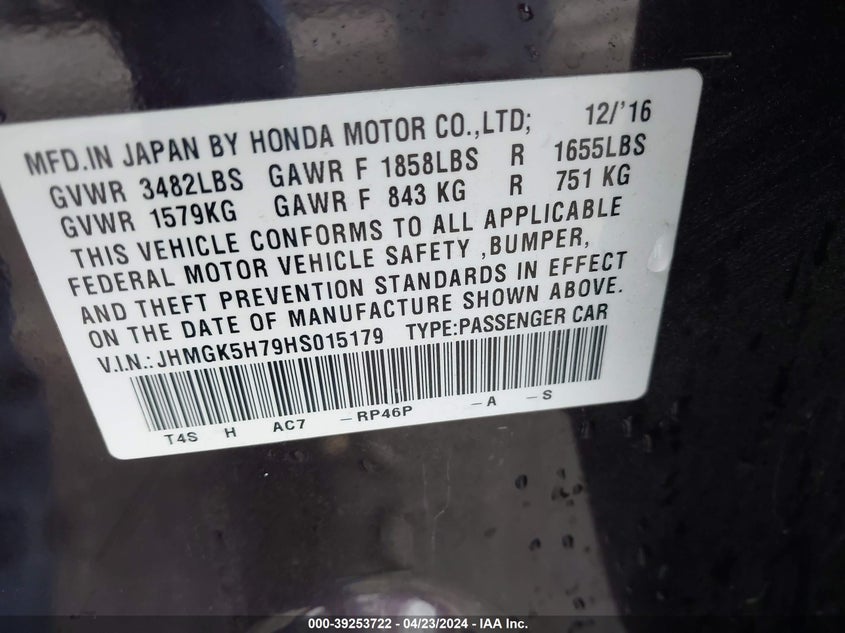 MFD.IN JAPAN BY HONDA MOTOR CO.,LTD; 12/'16
GVWR 3482LBS GAWR F 1858LBS R 1655LBS
GVWR 1579KG GAWR F 843 KG R 751 KG
THIS VEHICLE CONFORMS TO ALL APPLICABLE
FEDERAL MOTOR VEHICLE SAFETY ,BUMPER,
AND THEFT PREVENTION STANDARDS IN EFFECT
ON THE DATE OF MANUFACTURE SHOWN ABOVE.
V.I.N.:JHMGK5H79HS015179 TYPE:PASSENGER CAR
T4S H AC7 -RP46P -A -S
000-39253722 - 04/23/2024 - IAA Inc.